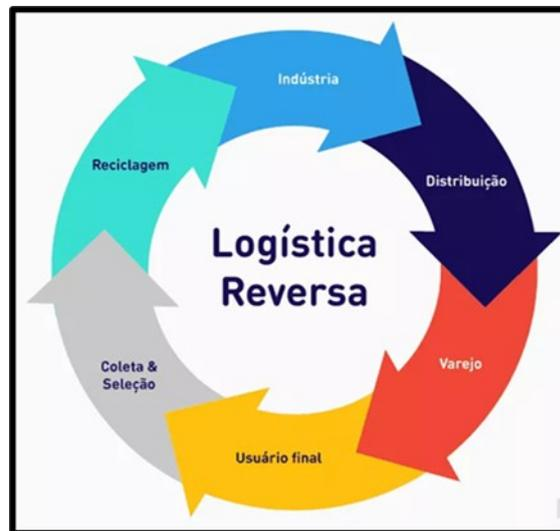 Indústria
Distribuição
Varejo
Usuário final
Coleta &
Seleção
Reciclagem
Logística
Reversa